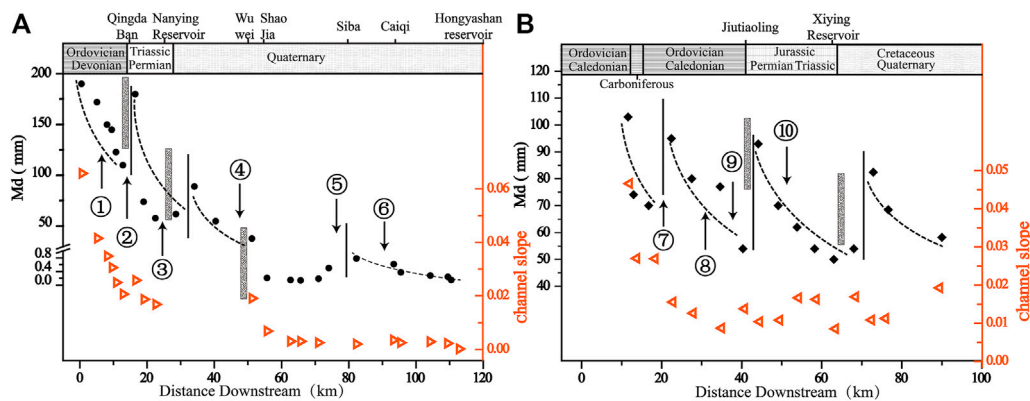 A
Qingda Nanying Wu Shao
Ban Reservoir wei Jia Siba Caiqi Hongyashan
reservoir
Ordovician Triassic Quaternary
Devonian Permian
Md ( mm)
200
150
100
50
0.8
0.4
0.0
① ② ③ ④ ⑤ ⑥
0.06
0.04
0.02
0.00
Channel slope
0 20 40 60 80 100 120
Distance Downstream (km)
B
Jiutiaoling Xiying
Reservoir
Ordovician Ordovician Jurassic Cretaceous
Caledonian Caledonian Permian Triassic Quaternary
Carboniferous
Md ( mm)
120
110
100
90
80
70
60
50
40
⑦ ⑧ ⑨ ⑩
0.05
0.04
0.03
0.02
0.01
0.00
Channel slope
0 20 40 60 80 100
Distance Downstream (km)